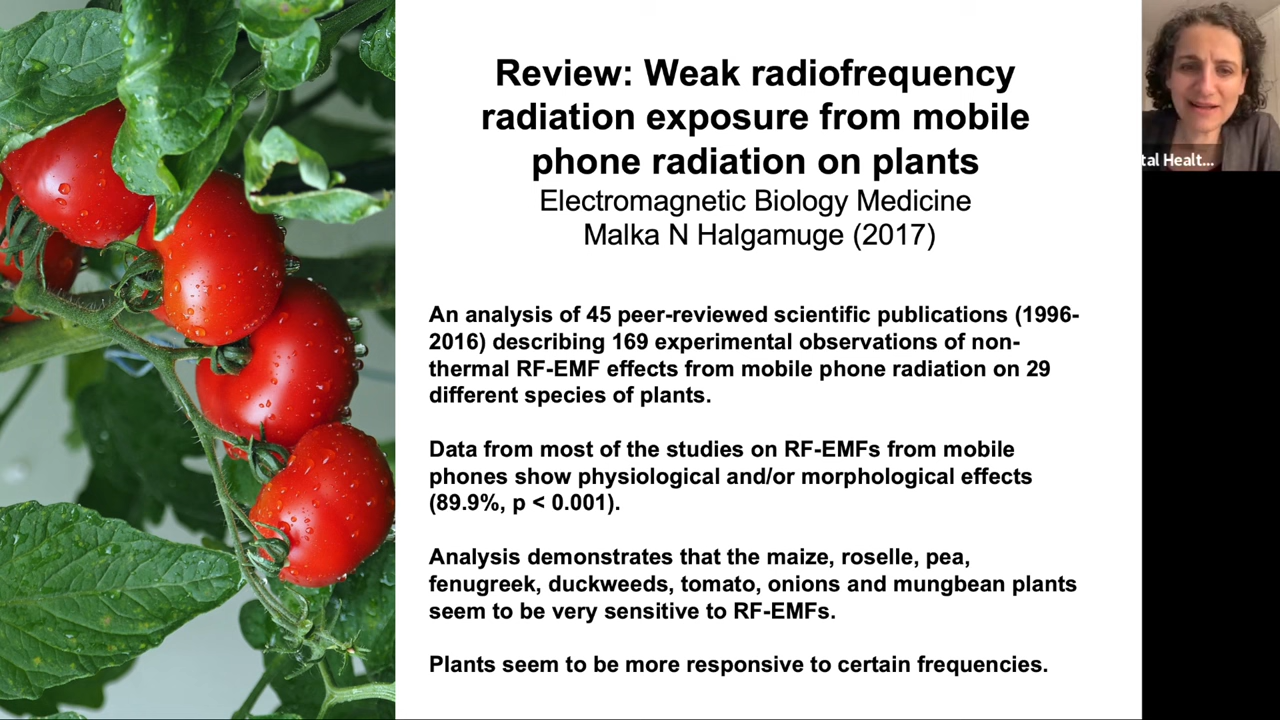 Review: Weak radiofrequency
radiation exposure from mobile
phone radiation on plants
Electromagnetic Biology Medicine
Malka N Halgamuge (2017)
An analysis of 45 peer-reviewed scientific publications (1996-
2016) describing 169 experimental observations of non-
thermal RF-EMF effects from mobile phone radiation on 29
different species of plants.
Data from most of the studies on RF-EMFs from mobile
phones show physiological and/or morphological effects
(89.9%, p < 0.001).
Analysis demonstrates that the maize, roselle, pea,
fenugreek, duckweeds, tomato, onions and mungbean plants
seem to be very sensitive to RF-EMFs.
Plants seem to be more responsive to certain frequencies.
tal Healt...